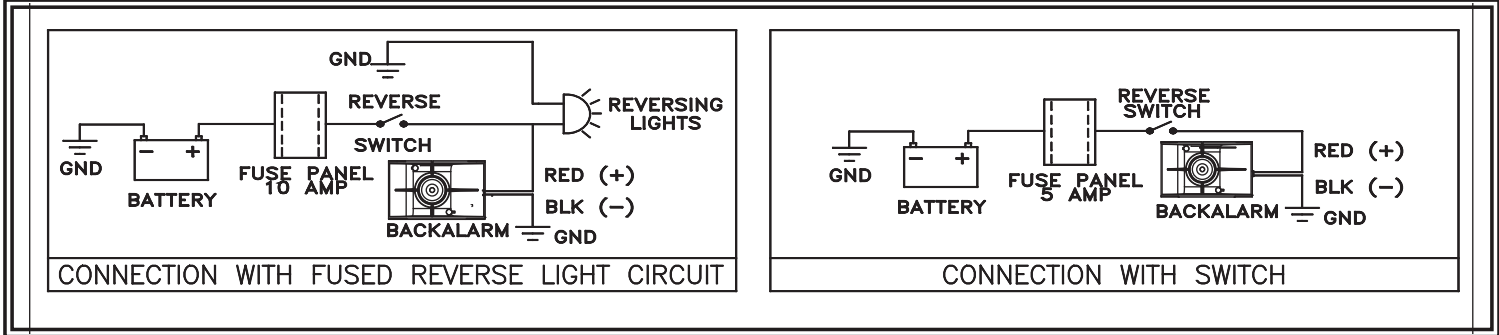 GND
REVERSE
SWITCH
REVERSING
LIGHTS
GND
-
+
BATTERY
FUSE PANEL
10 AMP
RED (+)
BLK (-)
BACKALARM
GND
CONNECTION WITH FUSED REVERSE LIGHT CIRCUIT
REVERSE
SWITCH
GND
-
+
BATTERY
FUSE PANEL
5 AMP
RED (+)
BLK (-)
BACKALARM
GND
CONNECTION WITH SWITCH